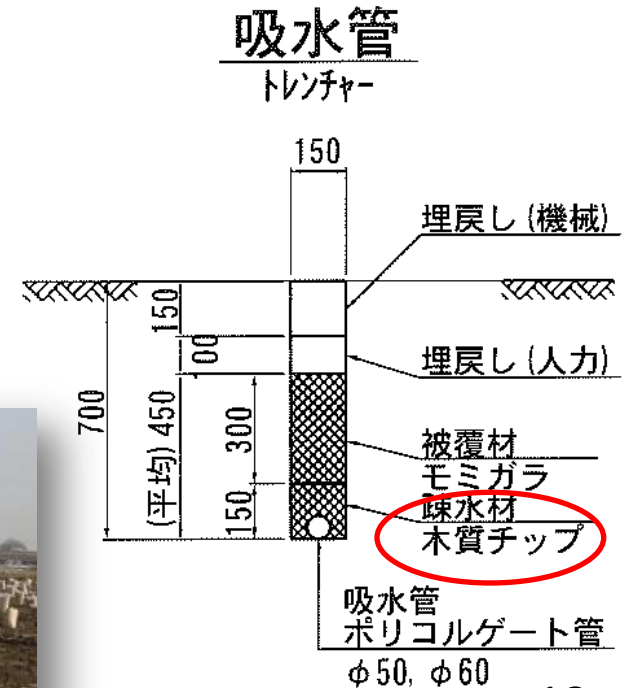 吸水管
トレンチャー
150
埋戻し(機械)
150
100
埋戻し(人力)
700
(平均) 450
300
被覆材
モミガラ
150
疎水材
木質チップ
吸水管
ポリコルゲート管
φ50, φ60